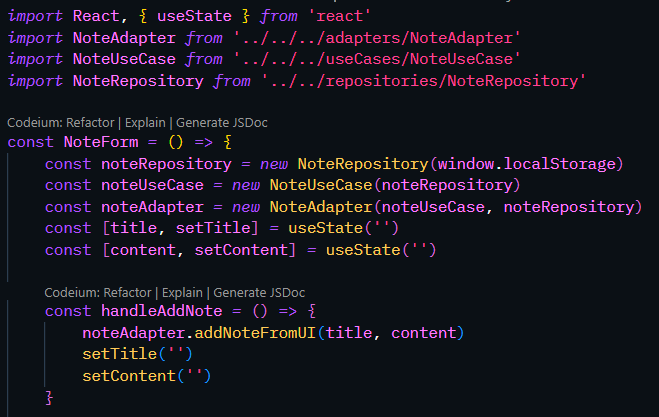 import React, { useState } from 'react'
import NoteAdapter from '../../../adapters/NoteAdapter'
import NoteUseCase from '../../../useCases/NoteUseCase'
import NoteRepository from '../../repositories/NoteRepository'
Codeium: Refactor | Explain | Generate JSDoc
const NoteForm = () => {
const noteRepository = new NoteRepository(window.localStorage)
const noteUseCase = new NoteUseCase(noteRepository)
const noteAdapter = new NoteAdapter(noteUseCase, noteRepository)
const [title, setTitle] = useState('')
const [content, setContent] = useState('')
Codeium: Refactor | Explain | Generate JSDoc
const handleAddNote = () => {
noteAdapter.addNoteFromUI(title, content)
setTitle('')
setContent('')
}